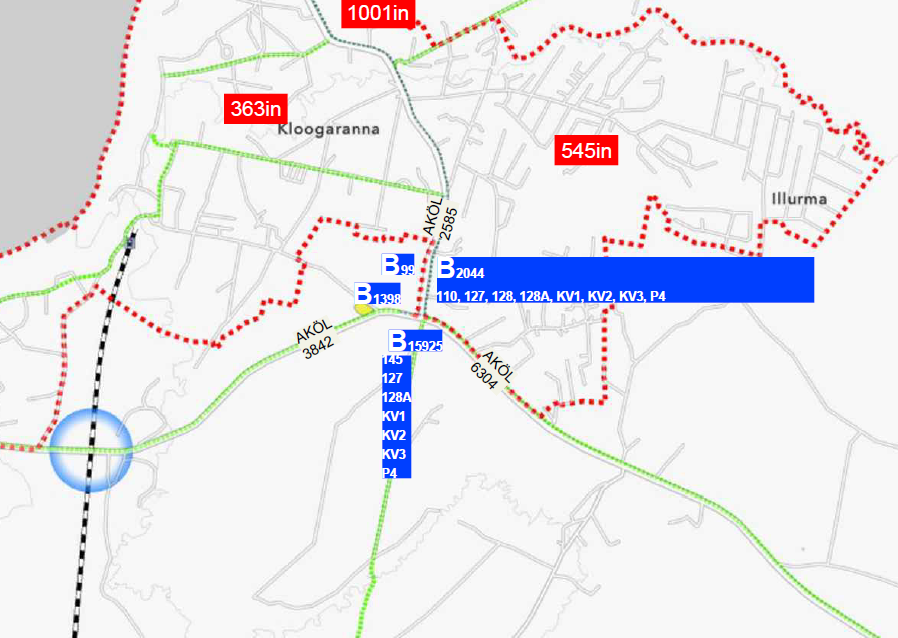 1001in
363in
Kloogaranna
545in
Illurma
AKÖL
2585
B99
B2044
110, 127, 128, 128A, KV1, KV2, KV3, P4
B1398
AKÖL
3842
B15925
145
127
128A
KV1
KV2
KV3
P4
AKÖL
6304